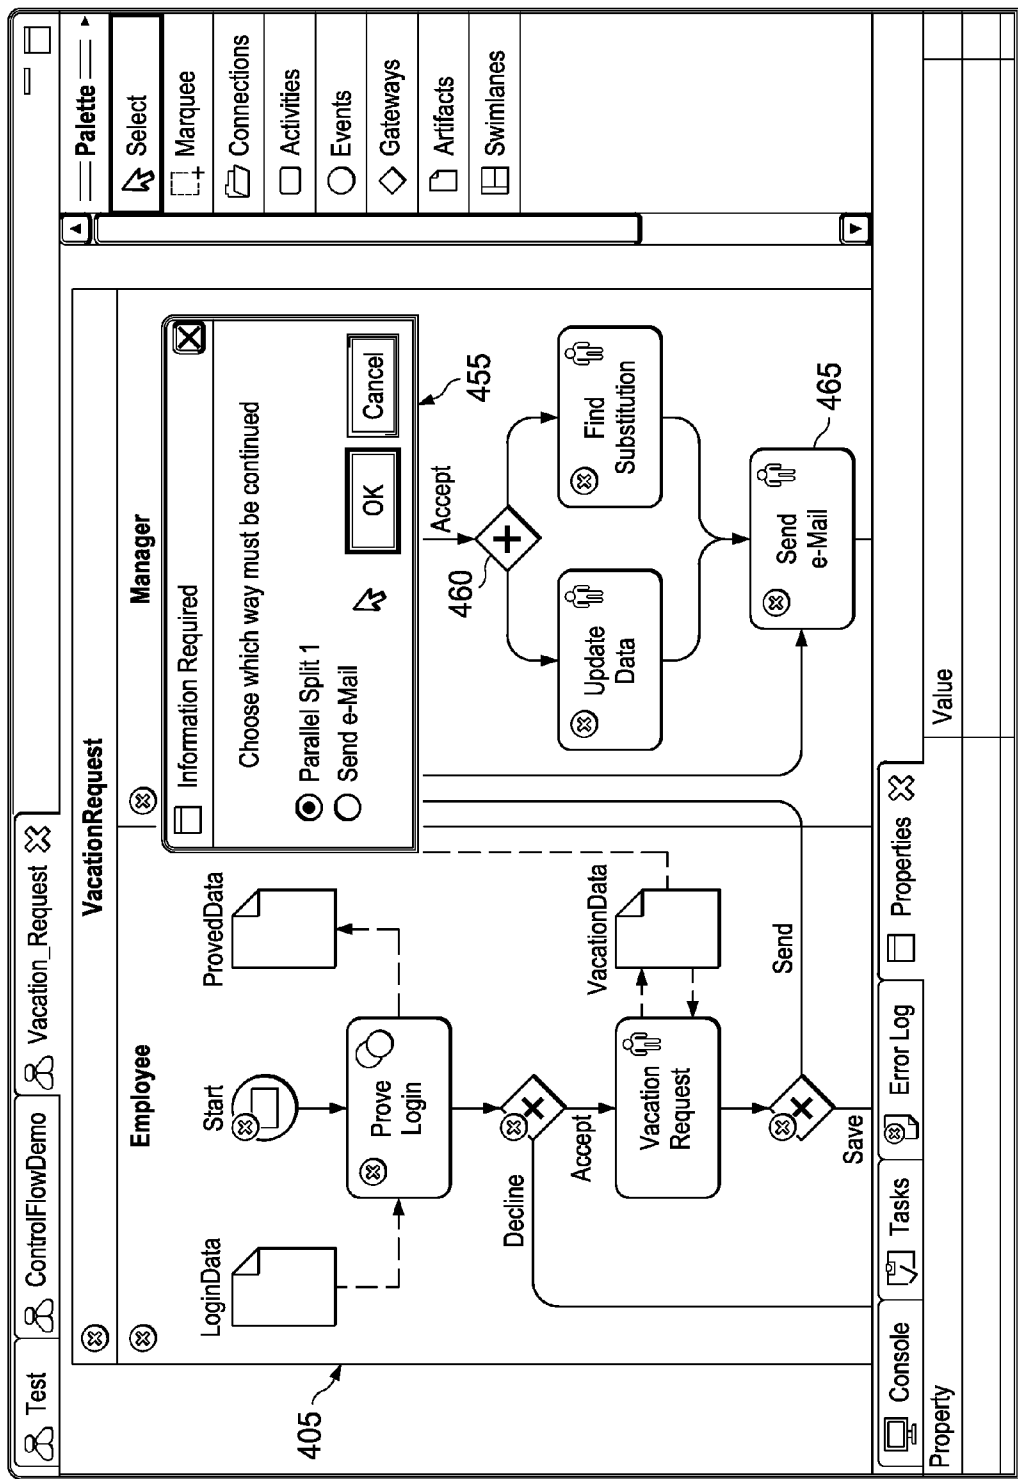 Test
ControlFlowDemo
Vacation_Request
VacationRequest
Employee
Manager
405
LoginData
Start
ProvedData
Prove
Login
Decline
Accept
Vacation
Request
VacationData
Send
Save
Information Required
Choose which way must be continued
Parallel Split 1
Send e-Mail
OK
Cancel
455
Accept
460
Update
Data
Find
Substitution
Send
e-Mail
465
Palette
Select
Marquee
Connections
Activities
Events
Gateways
Artifacts
Swimlanes
Console
Tasks
Error Log
Properties
Property
Value